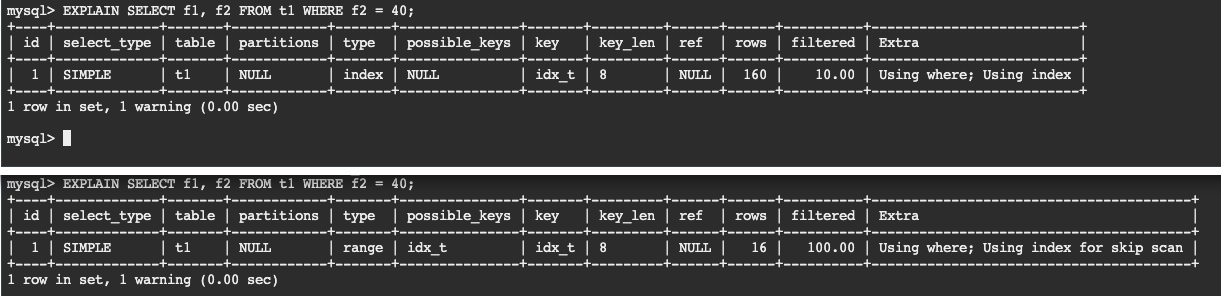 mysql> EXPLAIN SELECT f1, f2 FROM t1 WHERE f2 = 40;
+----+-------------+-------+------------+-------+---------------+-------+---------+------+------+----------+--------------------------+
| id | select_type | table | partitions | type  | possible_keys | key   | key_len | ref  | rows | filtered | Extra                    |
+----+-------------+-------+------------+-------+---------------+-------+---------+------+------+----------+--------------------------+
|  1 | SIMPLE      | t1    | NULL       | index | NULL          | idx_t | 8       | NULL |  160 |    10.00 | Using where; Using index |
+----+-------------+-------+------------+-------+---------------+-------+---------+------+------+----------+--------------------------+
1 row in set, 1 warning (0.00 sec)
mysql>
mysql> EXPLAIN SELECT f1, f2 FROM t1 WHERE f2 = 40;
+----+-------------+-------+------------+-------+---------------+-------+---------+------+------+----------+----------------------------------------+
| id | select_type | table | partitions | type  | possible_keys | key   | key_len | ref  | rows | filtered | Extra                                  |
+----+-------------+-------+------------+-------+---------------+-------+---------+------+------+----------+----------------------------------------+
|  1 | SIMPLE      | t1    | NULL       | range | idx_t         | idx_t | 8       | NULL |   16 |   100.00 | Using where; Using index for skip scan |
+----+-------------+-------+------------+-------+---------------+-------+---------+------+------+----------+----------------------------------------+
1 row in set, 1 warning (0.00 sec)